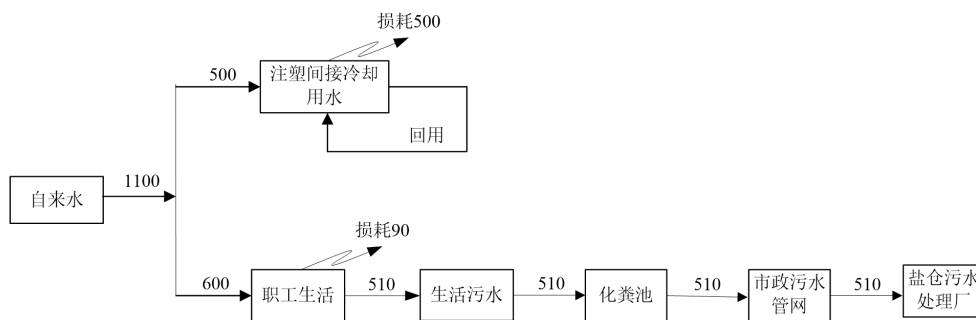 损耗500
500
注塑间接冷却
用水
回用
自来水
1100
损耗90
600
职工生活
510
生活污水
510
化粪池
510
市政污水
管网
510
盐仓污水
处理厂